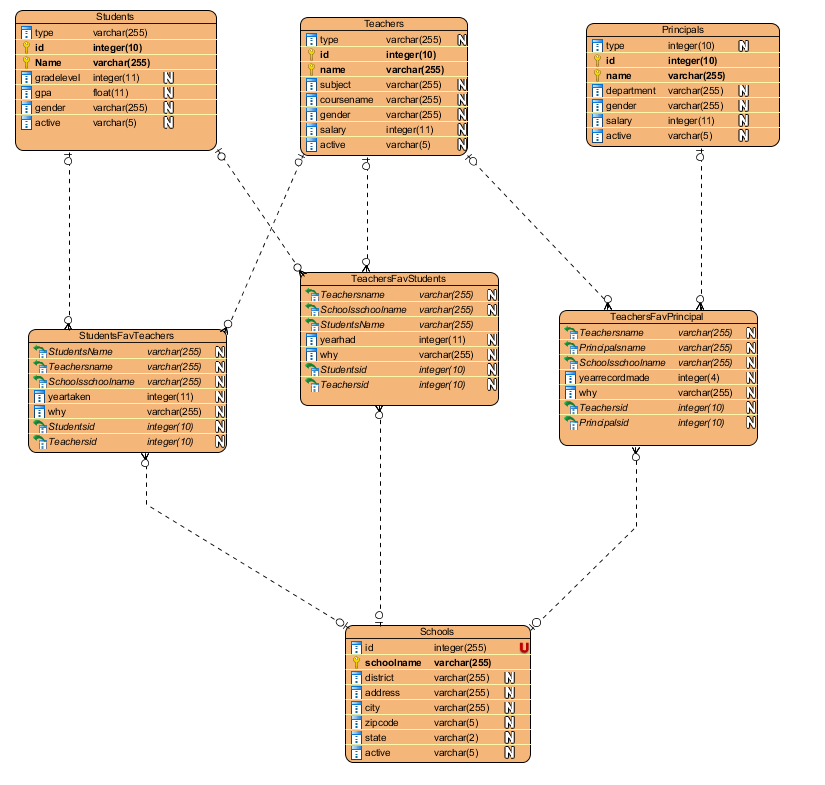 Students
type varchar(255)
id integer(10)
Name varchar(255)
gradelevel integer(11) N
gpa float(11) N
gender varchar(255) N
active varchar(5) N
Teachers
type varchar(255) N
id integer(10)
name varchar(255)
subject varchar(255) N
coursename varchar(255) N
gender varchar(255) N
salary integer(11) N
active varchar(5) N
Principals
type integer(10) N
id integer(10)
name varchar(255)
department varchar(255) N
gender varchar(255) N
salary integer(11) N
active varchar(5) N
StudentsFavTeachers
StudentsName varchar(255) N
Teachersname varchar(255) N
Schoolsschoolname varchar(255) N
yeartaken integer(11) N
why varchar(255) N
Studentsid integer(10) N
Teachersid integer(10) N
TeachersFavStudents
Teachersname varchar(255) N
Schoolsschoolname varchar(255) N
StudentsName varchar(255)
yearhad integer(11) N
why varchar(255) N
Studentsid integer(10) N
Teachersid integer(10) N
TeachersFavPrincipal
Teachersname varchar(255) N
Principalsname varchar(255) N
Schoolsschoolname varchar(255) N
yearrecordmade integer(4) N
why varchar(255) N
Teachersid integer(10) N
Principalsid integer(10) N
Schools
id integer(255) U
schoolname varchar(255)
district varchar(255) N
address varchar(255) N
city varchar(255) N
zipcode varchar(5) N
state varchar(2) N
active varchar(5) N